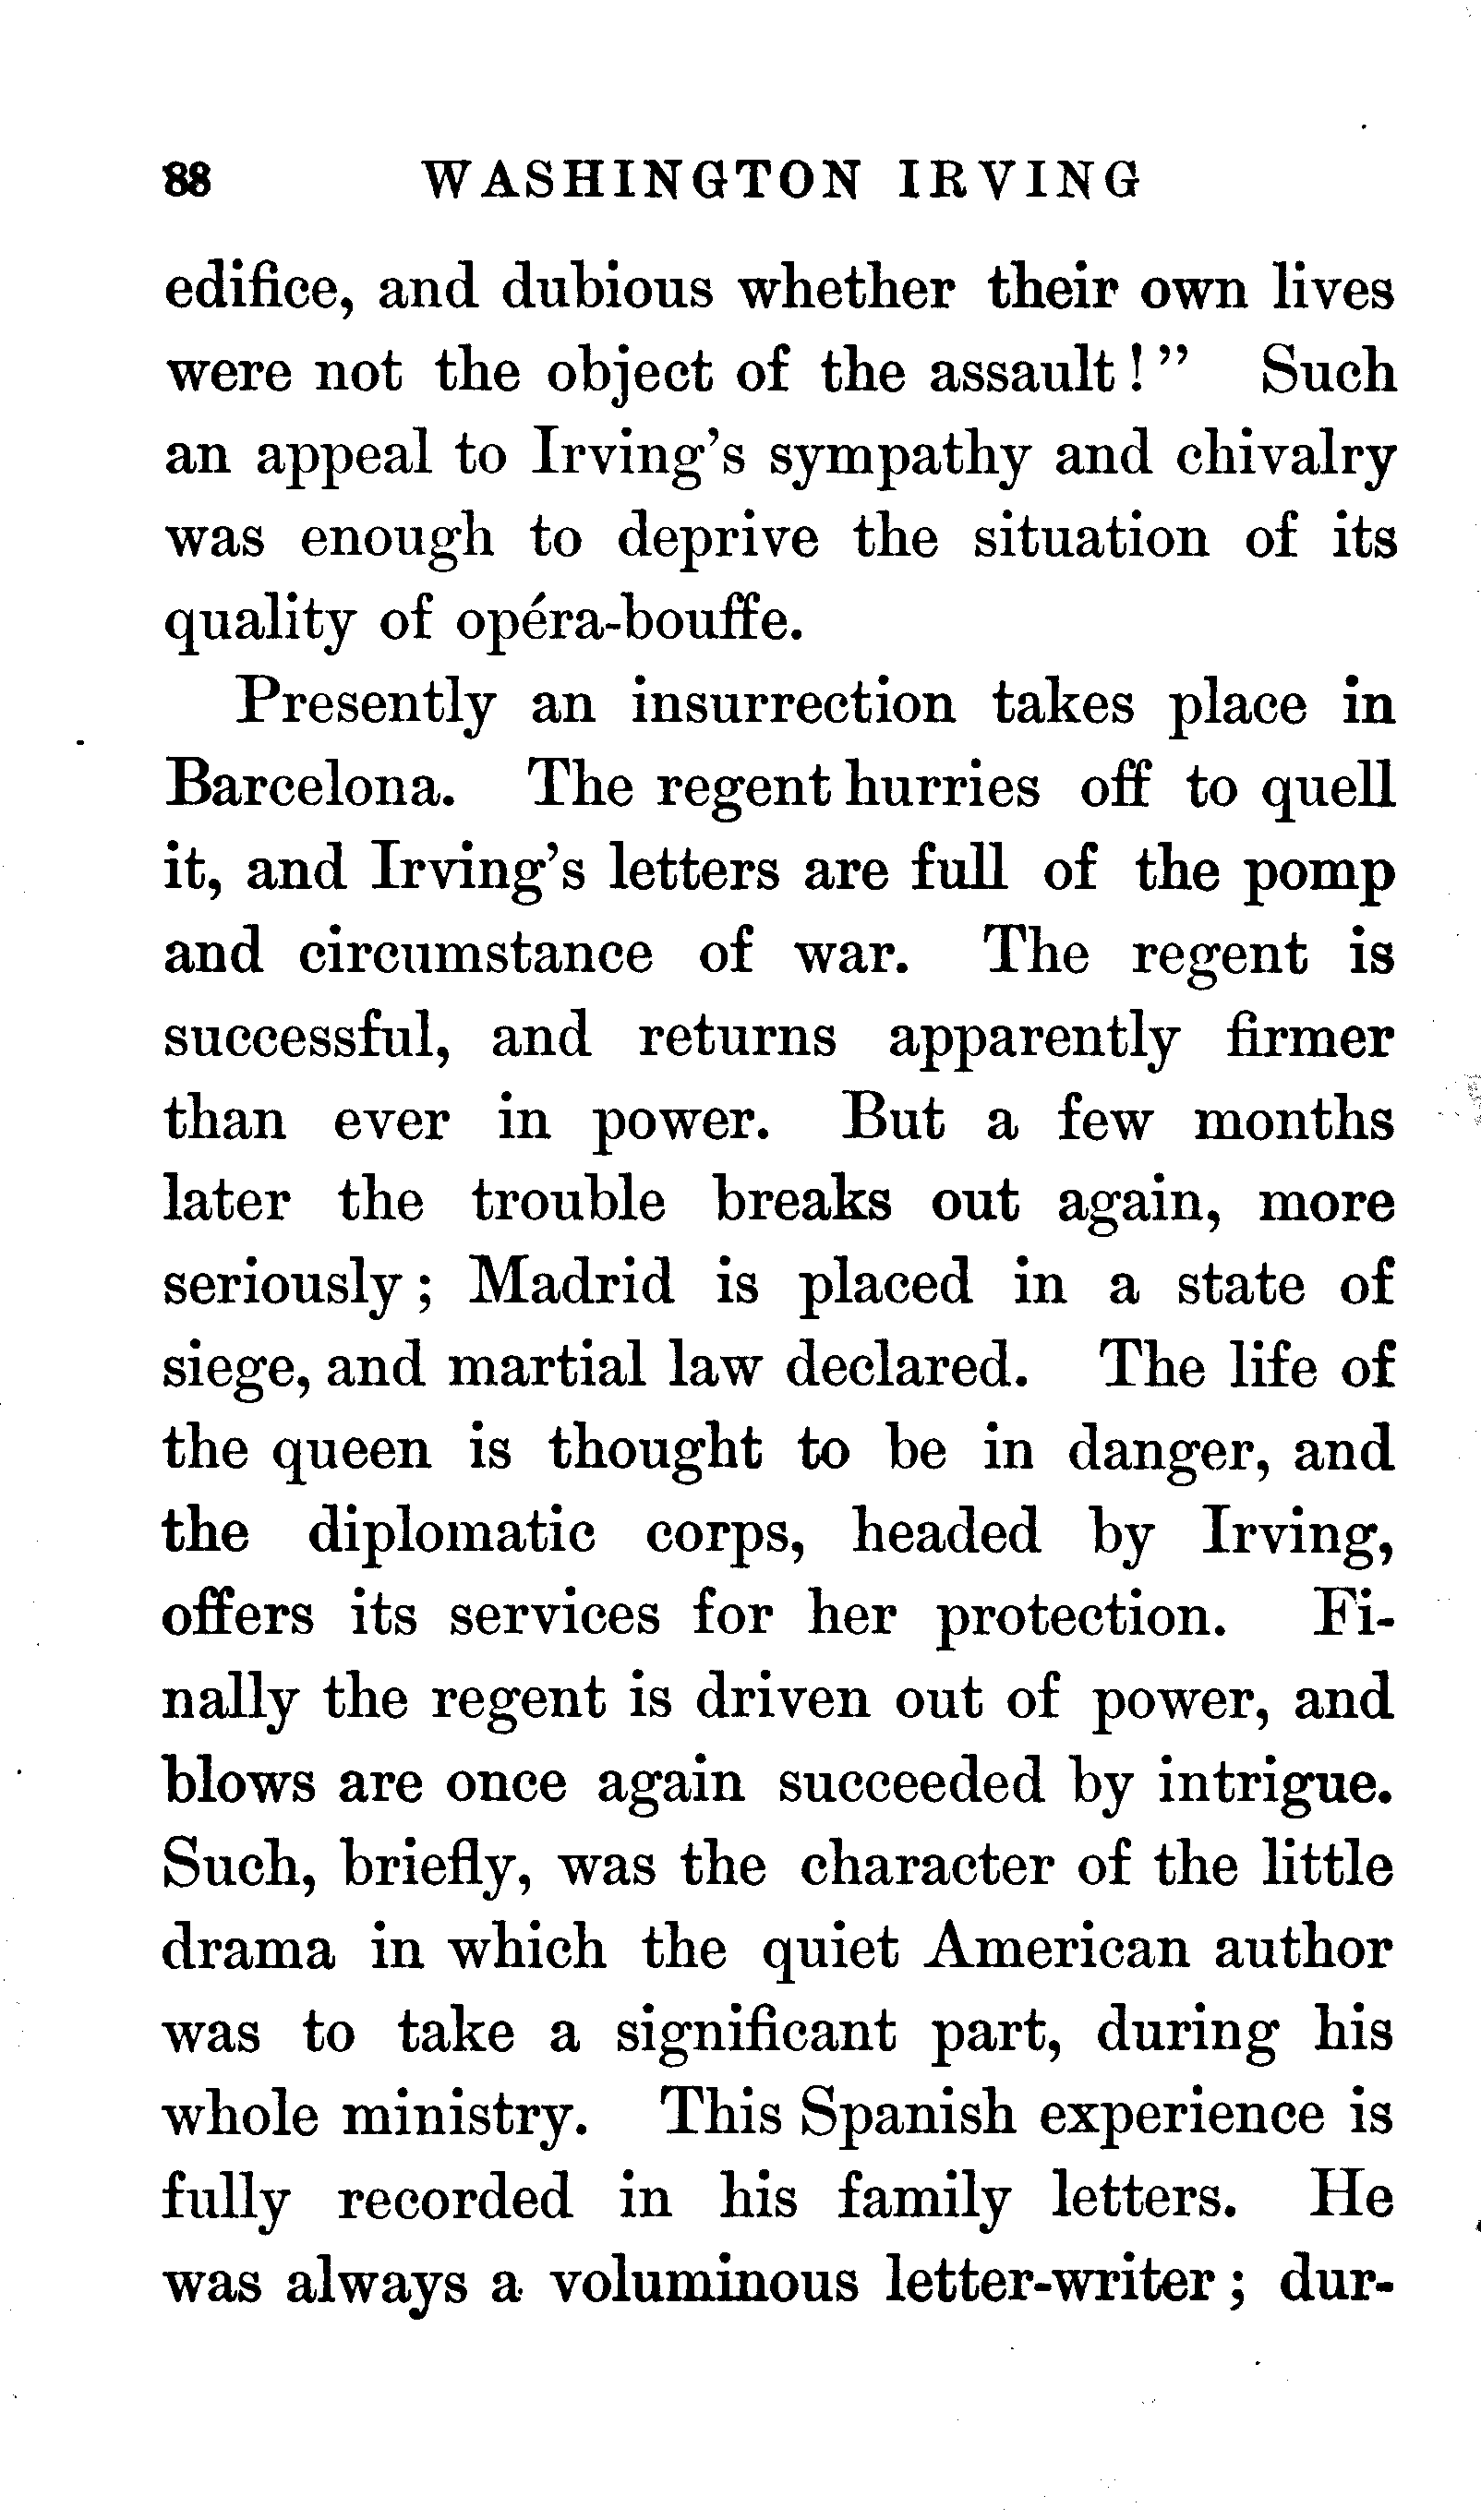 88 WASHINGTON IRVING
edifice, and dubious whether their own lives
were not the object of the assault!" Such
an appeal to Irving's sympathy and chivalry
was enough to deprive the situation of its
quality of opéra-bouffe.
Presently an insurrection takes place in
Barcelona. The regent hurries off to quell
it, and Irving's letters are full of the pomp
and circumstance of war. The regent is
successful, and returns apparently firmer
than ever in power. But a few months
later the trouble breaks out again, more
seriously; Madrid is placed in a state of
siege, and martial law declared. The life of
the queen is thought to be in danger, and
the diplomatic corps, headed by Irving,
offers its services for her protection. Fi-
nally the regent is driven out of power, and
blows are once again succeeded by intrigue.
Such, briefly, was the character of the little
drama in which the quiet American author
was to take a significant part, during his
whole ministry. This Spanish experience is
fully recorded in his family letters. He
was always a voluminous letter-writer; dur-